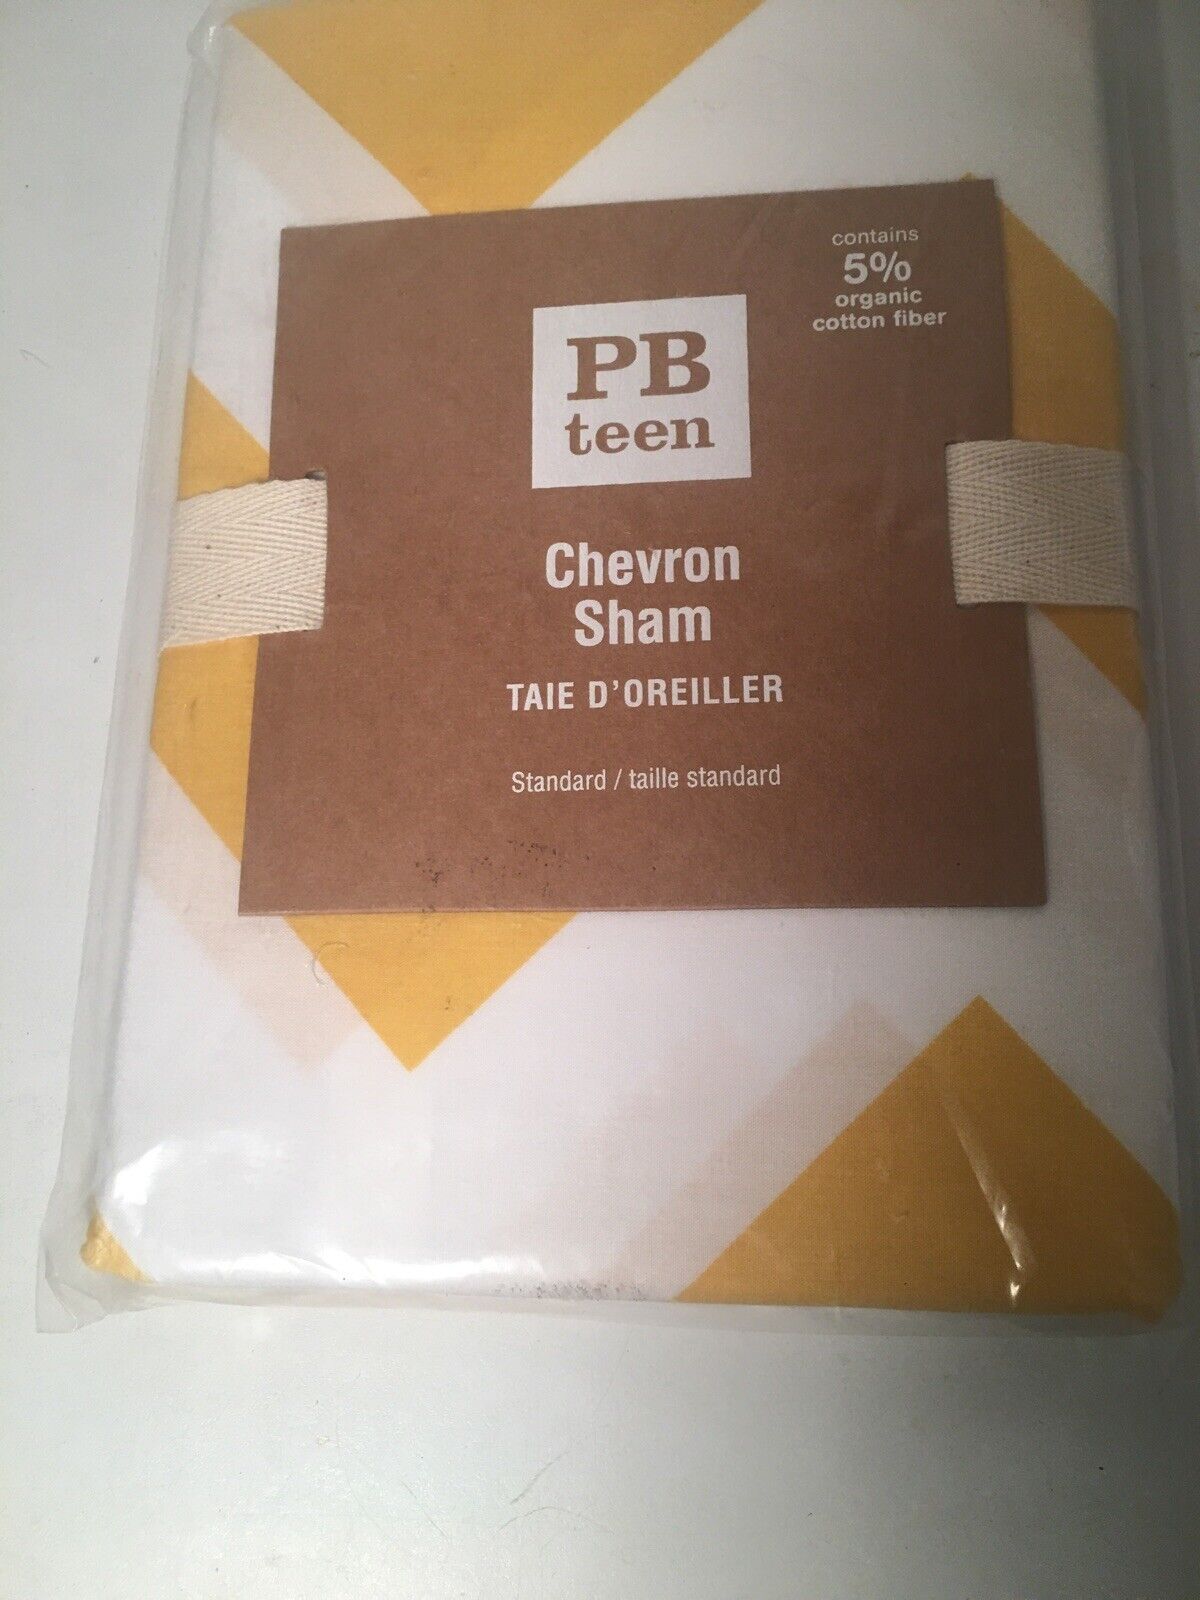 contains
5%
organic
cotton fiber
PB
teen
Chevron
Sham
TAIE D'OREILLER
Standard / taille standard